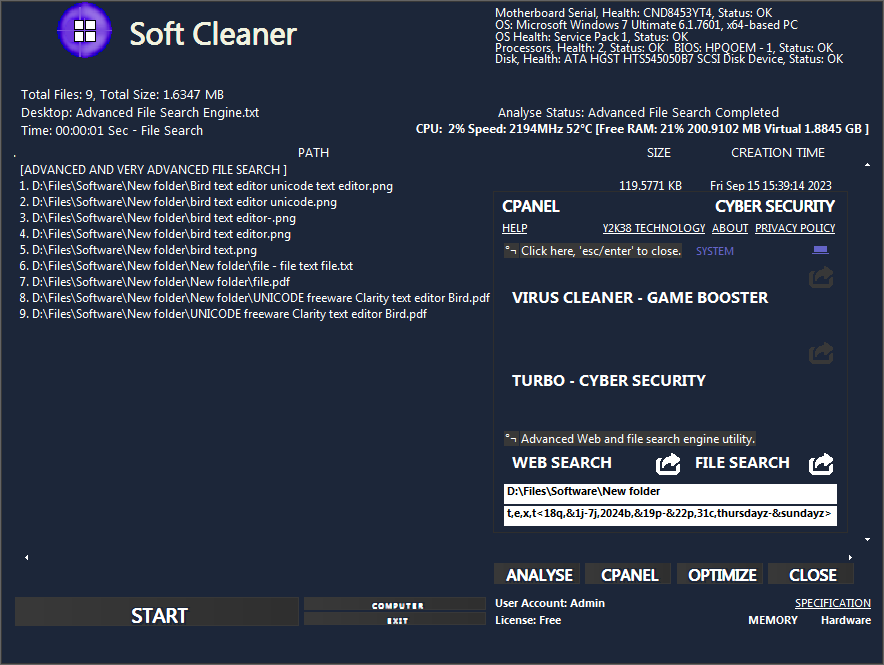 Soft Cleaner
Motherboard Serial, Health: CND8453YT4, Status: OK
OS: Microsoft Windows 7 Ultimate 6.1.7601, x64-based PC
OS Health: Service Pack 1, Status: OK
Processors, Health: 2, Status: OK   BIOS: HPQOEM - 1, Status: OK
Disk, Health: ATA HGST HTS545050B7 SCSI Disk Device, Status: OK
Total Files: 9, Total Size: 1.6347 MB
Desktop: Advanced File Search Engine.txt
Time: 00:00:01 Sec - File Search
Analyse Status: Advanced File Search Completed
CPU:  2% Speed: 2194MHz 52°C [Free RAM: 21% 200.9102 MB Virtual 1.8845 GB ]
. PATH SIZE CREATION TIME
[ADVANCED AND VERY ADVANCED FILE SEARCH ]
1. D:\Files\Software\New folder\Bird text editor unicode text editor.png 119.5771 KB Fri Sep 15 15:39:14 2023
2. D:\Files\Software\New folder\Bird text editor unicode.png
3. D:\Files\Software\New folder\bird text editor-.png
4. D:\Files\Software\New folder\bird text editor.png
5. D:\Files\Software\New folder\bird text.png
6. D:\Files\Software\New folder\New folder\file - file text file.txt
7. D:\Files\Software\New folder\New folder\file.pdf
8. D:\Files\Software\New folder\New folder\UNICODE freeware Clarity text editor Bird.pdf
9. D:\Files\Software\New folder\UNICODE freeware Clarity text editor Bird.pdf
CPANEL CYBER SECURITY
HELP Y2K38 TECHNOLOGY ABOUT PRIVACY POLICY
°¬ Click here, 'esc/enter' to close. SYSTEM
VIRUS CLEANER - GAME BOOSTER
TURBO - CYBER SECURITY
°¬ Advanced Web and file search engine utility.
WEB SEARCH FILE SEARCH
D:\Files\Software\New folder
t,e,x,t<18q,&1j-7j,2024b,&19p-&22p,31c,thursdayz-&sundayz>
ANALYSE CPANEL OPTIMIZE CLOSE
START
COMPUTER
EXIT
User Account: Admin SPECIFICATION
License: Free MEMORY Hardware